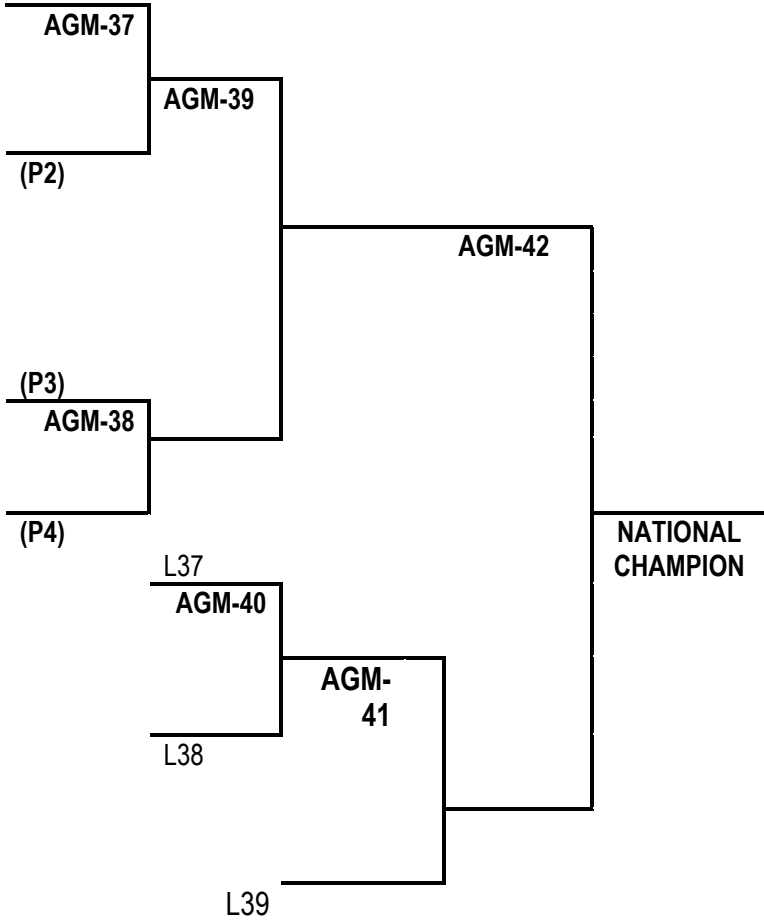 AGM-37
AGM-39
(P2)
AGM-42
(P3)
AGM-38
(P4)
NATIONAL
CHAMPION
L37
AGM-40
AGM-
41
L38
L39